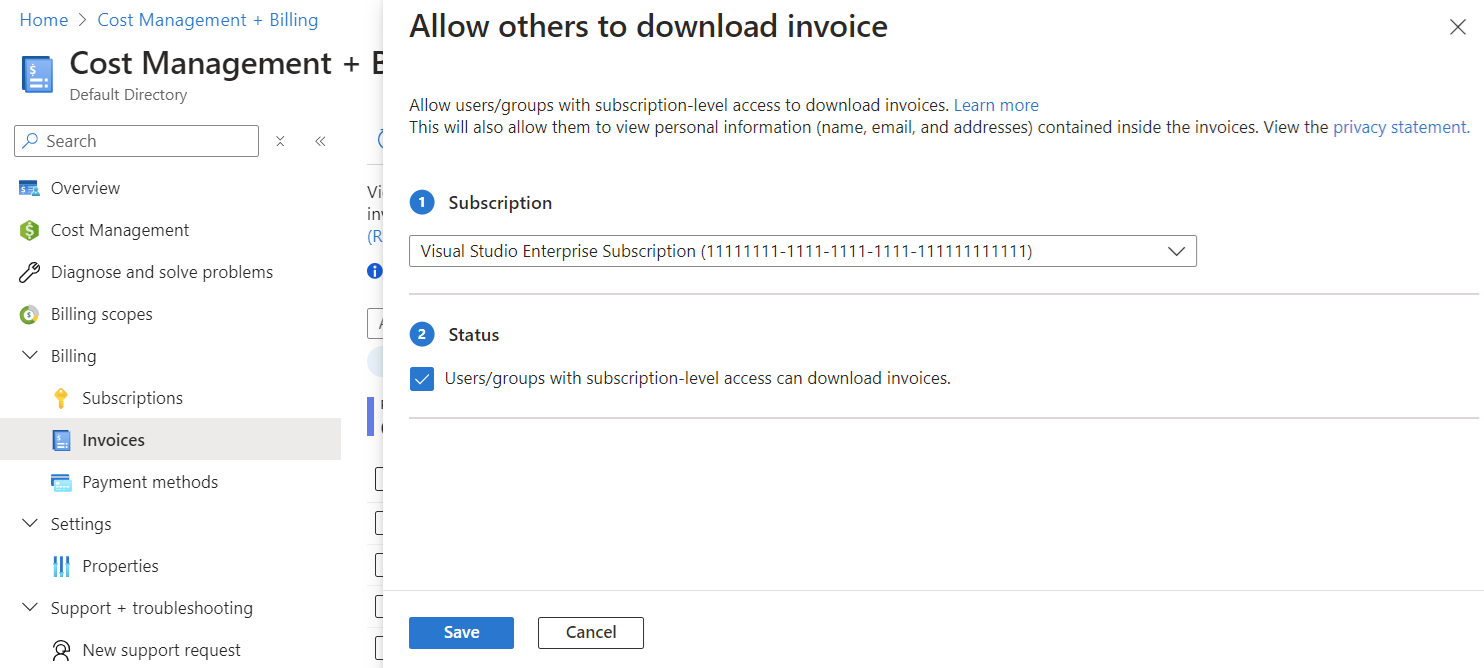 Home > Cost Management + Billing
Cost Management +
Default Directory
Search
Overview
Cost Management
Diagnose and solve problems
Billing scopes
Billing
Subscriptions
Invoices
Payment methods
Settings
Properties
Support + troubleshooting
New support request
Allow others to download invoice
Allow users/groups with subscription-level access to download invoices. Learn more
This will also allow them to view personal information (name, email, and addresses) contained inside the invoices. View the privacy statement.
1 Subscription
Visual Studio Enterprise Subscription (11111111-1111-1111-1111-111111111111)
2 Status
Users/groups with subscription-level access can download invoices.
Save
Cancel